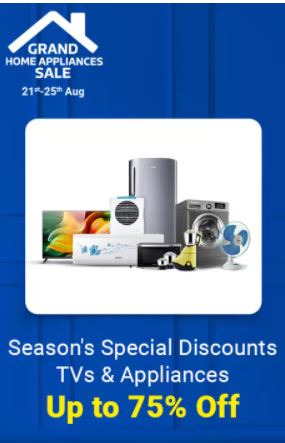 GRAND
HOME APPLIANCES
SALE
21st-25th Aug
Season's Special Discounts
TVs & Appliances
Up to 75% Off